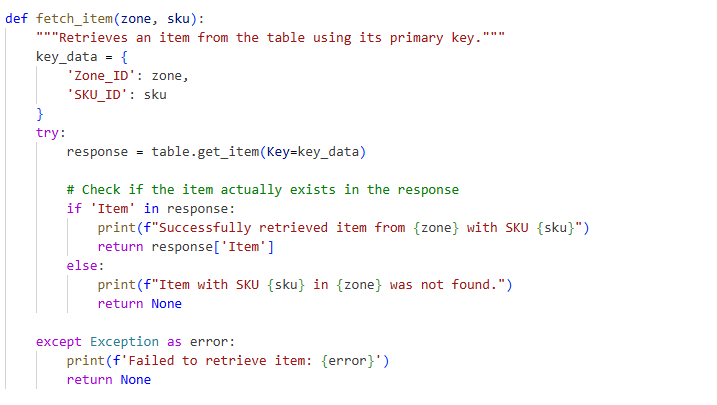 def fetch_item(zone, sku):
    """Retrieves an item from the table using its primary key."""
    key_data = {
        'Zone_ID': zone,
        'SKU_ID': sku
    }
    try:
        response = table.get_item(Key=key_data)

        # Check if the item actually exists in the response
        if 'Item' in response:
            print(f"Successfully retrieved item from {zone} with SKU {sku}")
            return response['Item']
        else:
            print(f"Item with SKU {sku} in {zone} was not found.")
            return None

    except Exception as error:
        print(f'Failed to retrieve item: {error}')
        return None